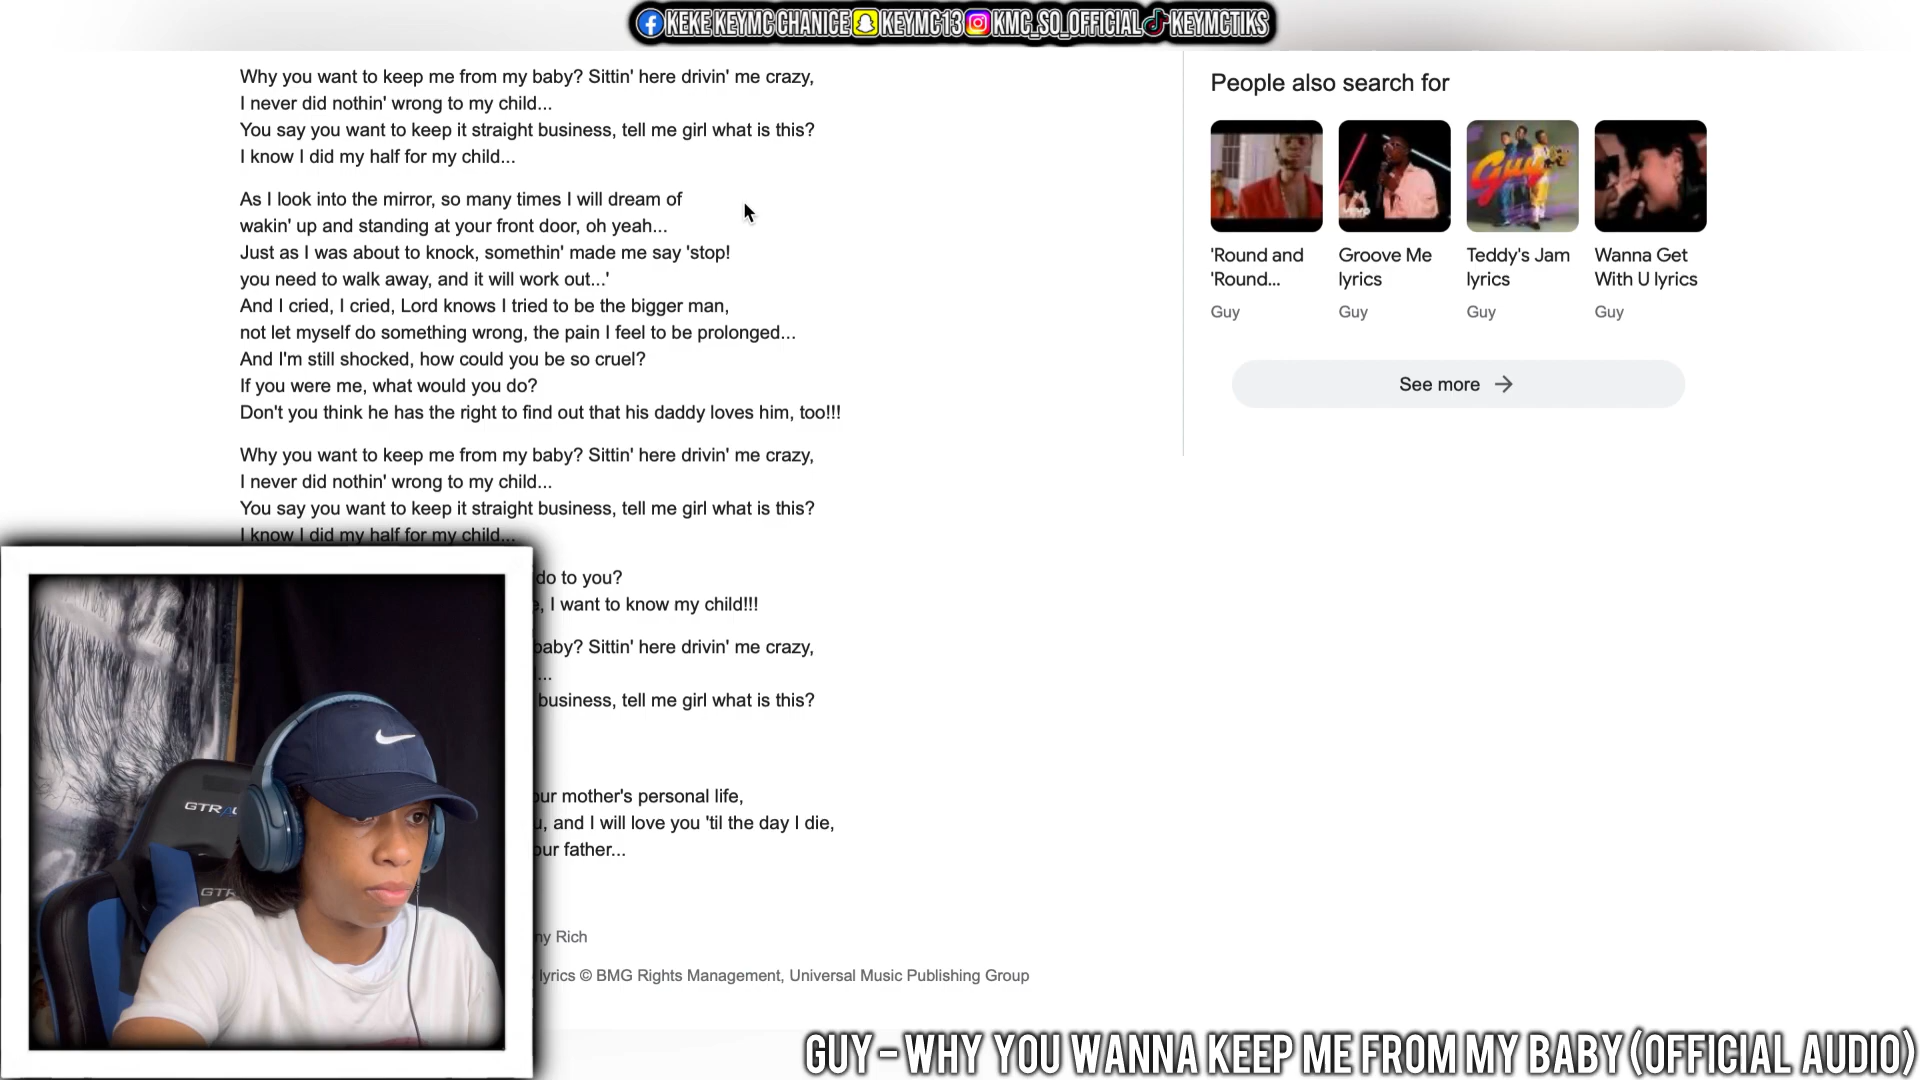 KEKE KEYMC CHANICE KEYMC13 KMC_SO_OFFICIAL KEYMCTIKS
Why you want to keep me from my baby? Sittin' here drivin' me crazy,
I never did nothin' wrong to my child...
You say you want to keep it straight business, tell me girl what is this?
I know I did my half for my child...
As I look into the mirror, so many times I will dream of
wakin' up and standing at your front door, oh yeah...
Just as I was about to knock, somethin' made me say 'stop!
you need to walk away, and it will work out...'
And I cried, I cried, Lord knows I tried to be the bigger man,
not let myself do something wrong, the pain I feel to be prolonged...
And I'm still shocked, how could you be so cruel?
If you were me, what would you do?
Don't you think he has the right to find out that his daddy loves him, too!!!
Why you want to keep me from my baby? Sittin' here drivin' me crazy,
I never did nothin' wrong to my child...
You say you want to keep it straight business, tell me girl what is this?
I know I did my half for my child...
do to you?
, I want to know my child!!!
baby? Sittin' here drivin' me crazy,
...
business, tell me girl what is this?
our mother's personal life,
, and I will love you 'til the day I die,
our father...
ny Rich
lyrics © BMG Rights Management, Universal Music Publishing Group
People also search for
'Round and 'Round...
Guy
Groove Me lyrics
Guy
Guy
Teddy's Jam lyrics
Guy
Wanna Get With U lyrics
Guy
See more
GTR
GTR
GUY - WHY YOU WANNA KEEP ME FROM MY BABY (OFFICIAL AUDIO)